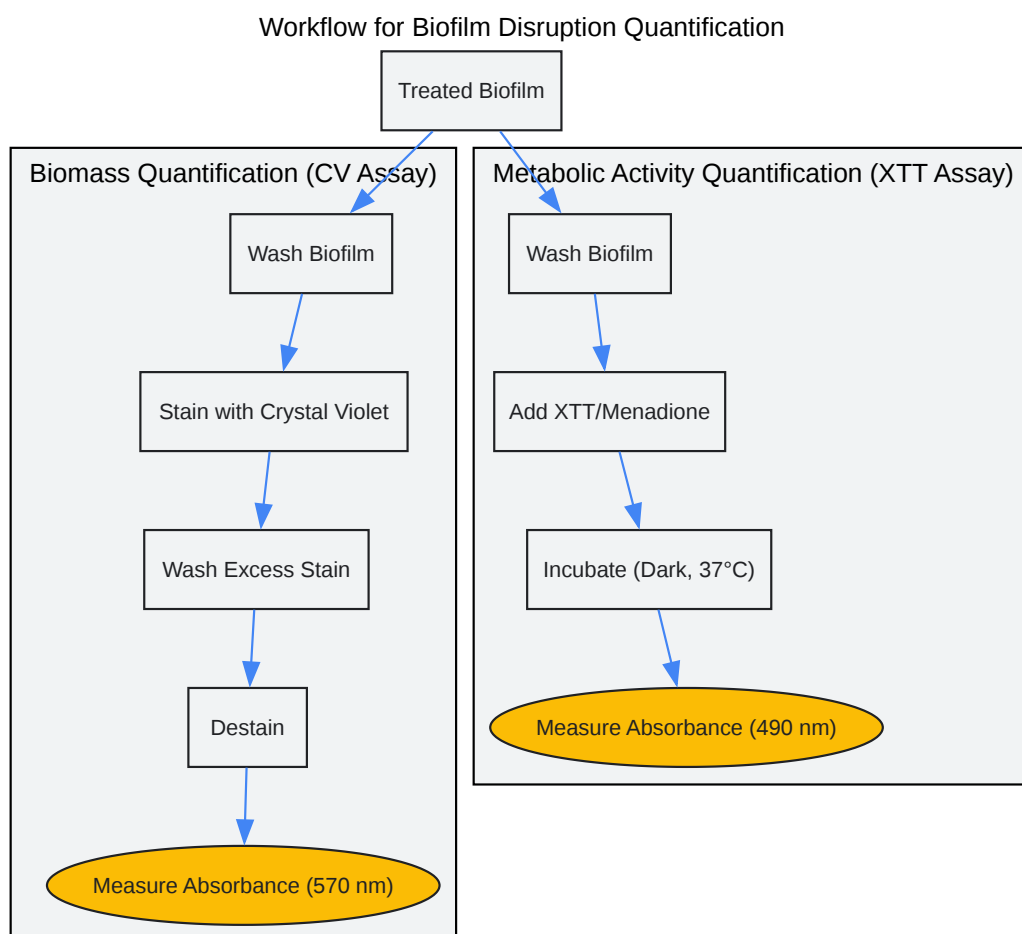 Workflow for Biofilm Disruption Quantification
Treated Biofilm
Biomass Quantification (CV Assay)
Wash Biofilm
Stain with Crystal Violet
Wash Excess Stain
Destain
Measure Absorbance (570 nm)
Metabolic Activity Quantification (XTT Assay)
Wash Biofilm
Add XTT/Menadione
Incubate (Dark, 37°C)
Measure Absorbance (490 nm)